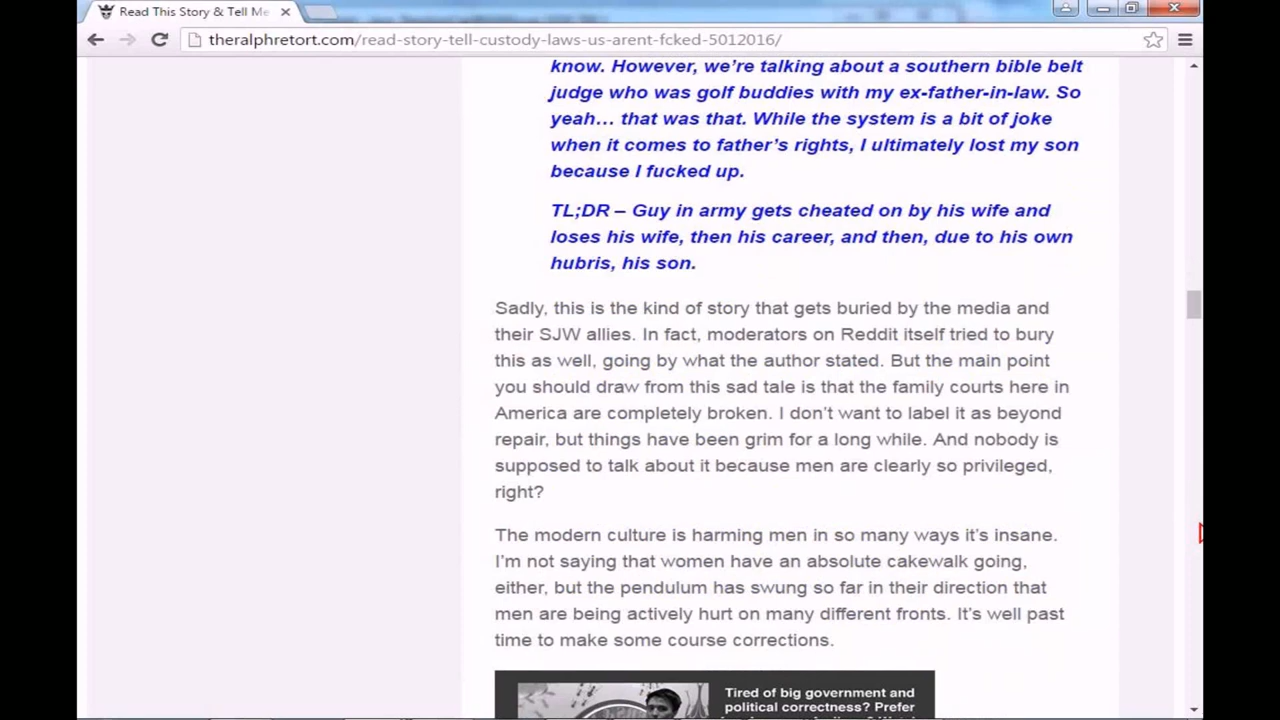 Read This Story & Tell Me
theralphretort.com/read-story-tell-custody-laws-us-arent-fcked-5012016/
know. However, we’re talking about a southern bible belt
judge who was golf buddies with my ex-father-in-law. So
yeah… that was that. While the system is a bit of joke
when it comes to father’s rights, I ultimately lost my son
because I fucked up.
TL;DR – Guy in army gets cheated on by his wife and
loses his wife, then his career, and then, due to his own
hubris, his son.
Sadly, this is the kind of story that gets buried by the media and
their SJW allies. In fact, moderators on Reddit itself tried to bury
this as well, going by what the author stated. But the main point
you should draw from this sad tale is that the family courts here in
America are completely broken. I don’t want to label it as beyond
repair, but things have been grim for a long while. And nobody is
supposed to talk about it because men are clearly so privileged,
right?
The modern culture is harming men in so many ways it’s insane.
I’m not saying that women have an absolute cakewalk going,
either, but the pendulum has swung so far in their direction that
men are being actively hurt on many different fronts. It’s well past
time to make some course corrections.
Tired of big government and
political correctness? Prefer